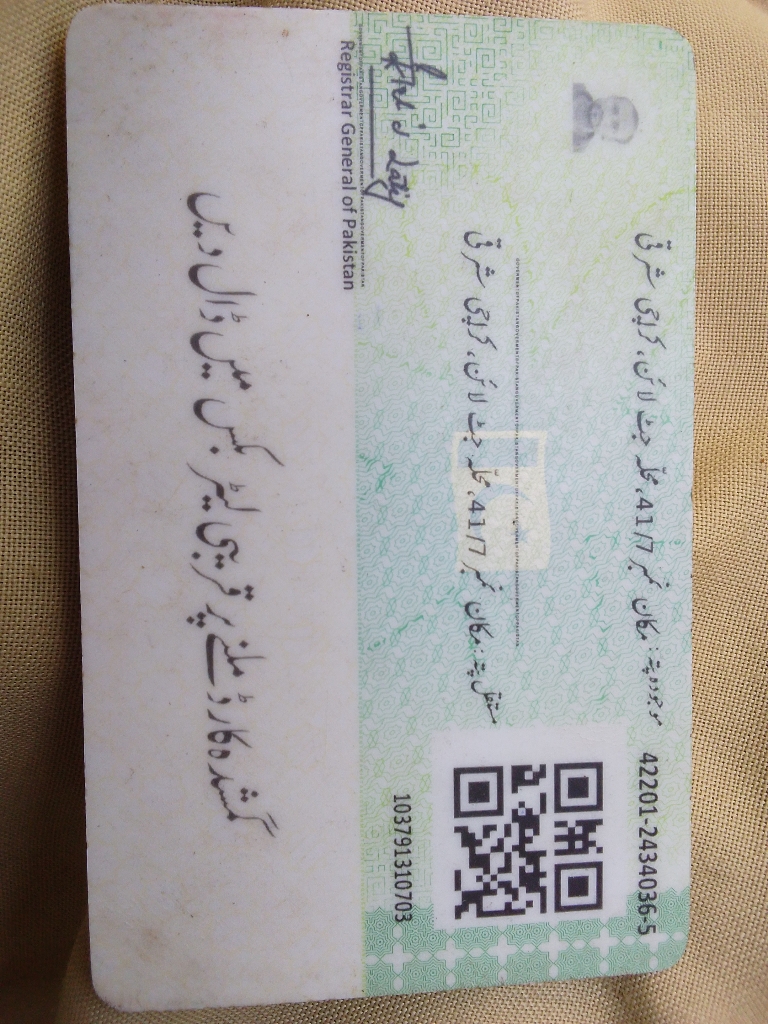 42201-2434036-5
موجودہ پتہ: مکان نمبر 41/7، محلہ جٹ لائن، کراچی شرقی
مستقل پتہ: مکان نمبر 41/7، محلہ جٹ لائن، کراچی شرقی
103791310703
Registrar General of Pakistan
گمشدہ کارڈ ملنے پر قریبی لیٹر بکس میں ڈال دیں